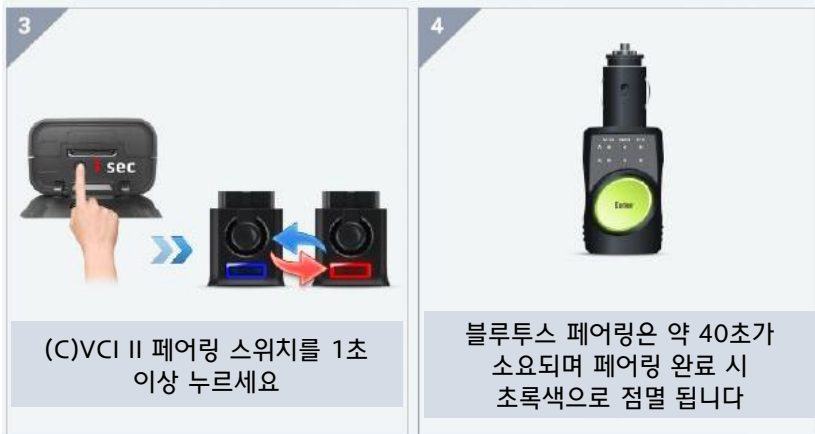 3
1 sec
(C)VCI II 페어링 스위치를 1초
이상 누르세요
4
Enter
블루투스 페어링은 약 40초가
소요되며 페어링 완료 시
초록색으로 점멸 됩니다